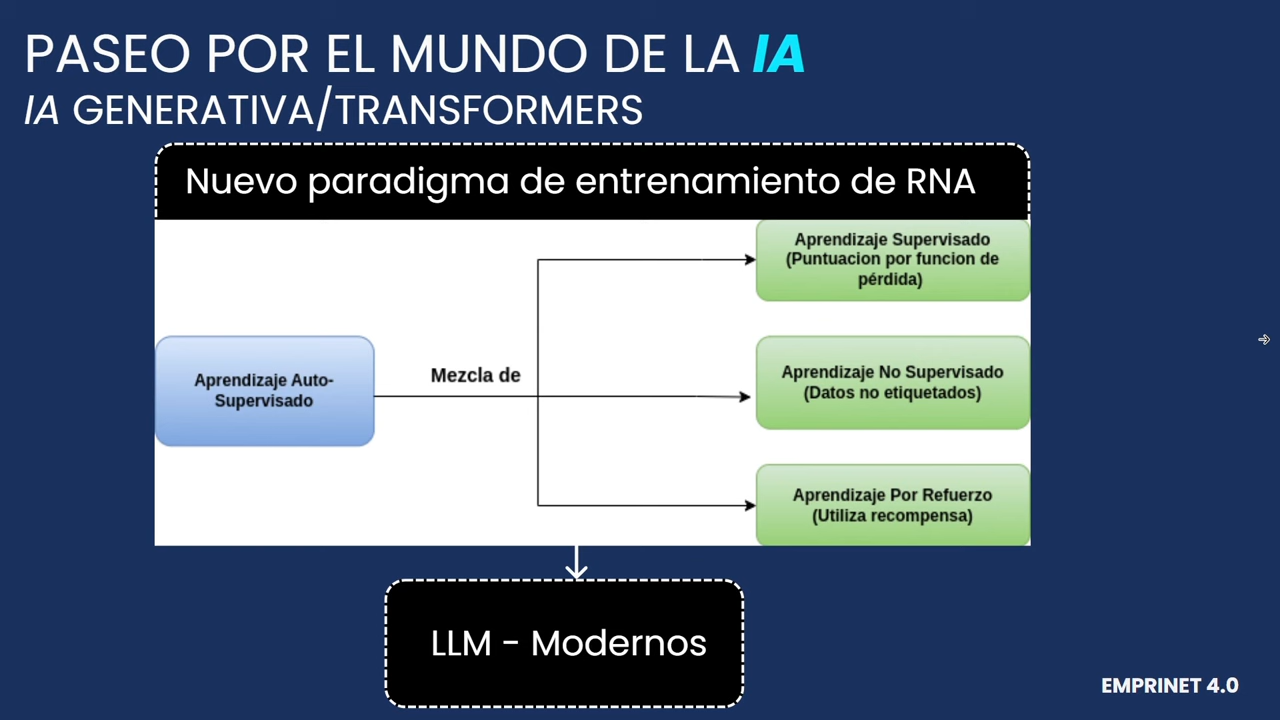 PASEO POR EL MUNDO DE LA IA
IA GENERATIVA/TRANSFORMERS
Nuevo paradigma de entrenamiento de RNA
Aprendizaje Supervisado
(Puntuacion por funcion de
pérdida)
Aprendizaje Auto-
Supervisado
Mezcla de
Aprendizaje No Supervisado
(Datos no etiquetados)
Aprendizaje Por Refuerzo
(Utiliza recompensa)
LLM - Modernos
EMPRINET 4.0